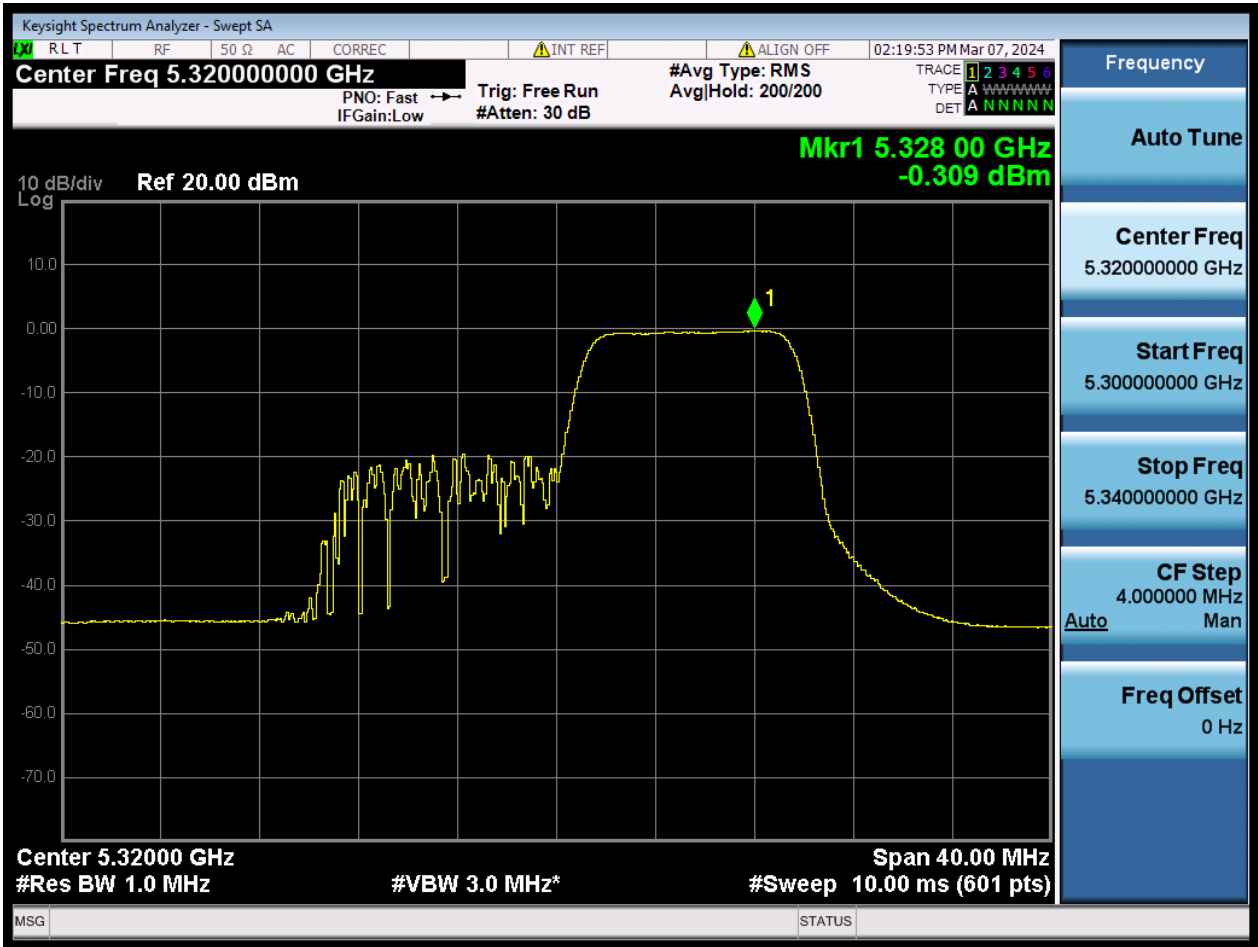 Keysight Spectrum Analyzer - Swept SA
LXI RLT RF 50 Ω AC CORREC INT REF ALIGN OFF 02:19:53 PM Mar 07, 2024
Center Freq 5.320000000 GHz
PNO: Fast
IFGain:Low
Trig: Free Run
#Atten: 30 dB
#Avg Type: RMS
Avg|Hold: 200/200
TRACE 1 2 3 4 5 6
TYPE A WWWWW
DET A N N N N N
Mkr1 5.328 00 GHz
-0.309 dBm
10 dB/div Ref 20.00 dBm
Log
1
10.0
0.00
-10.0
-20.0
-30.0
-40.0
-50.0
-60.0
-70.0
Center 5.32000 GHz Span 40.00 MHz
#Res BW 1.0 MHz #VBW 3.0 MHz* #Sweep 10.00 ms (601 pts)
MSG STATUS
Frequency
Auto Tune
Center Freq
5.320000000 GHz
Start Freq
5.300000000 GHz
Stop Freq
5.340000000 GHz
CF Step
4.000000 MHz
Auto Man
Freq Offset
0 Hz